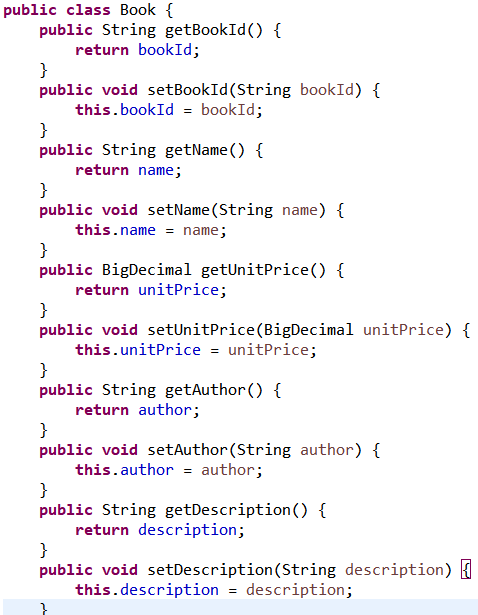 public class Book {
    public String getBookId() {
        return bookId;
    }
    public void setBookId(String bookId) {
        this.bookId = bookId;
    }
    public String getName() {
        return name;
    }
    public void setName(String name) {
        this.name = name;
    }
    public BigDecimal getUnitPrice() {
        return unitPrice;
    }
    public void setUnitPrice(BigDecimal unitPrice) {
        this.unitPrice = unitPrice;
    }
    public String getAuthor() {
        return author;
    }
    public void setAuthor(String author) {
        this.author = author;
    }
    public String getDescription() {
        return description;
    }
    public void setDescription(String description) {
        this.description = description;
    }